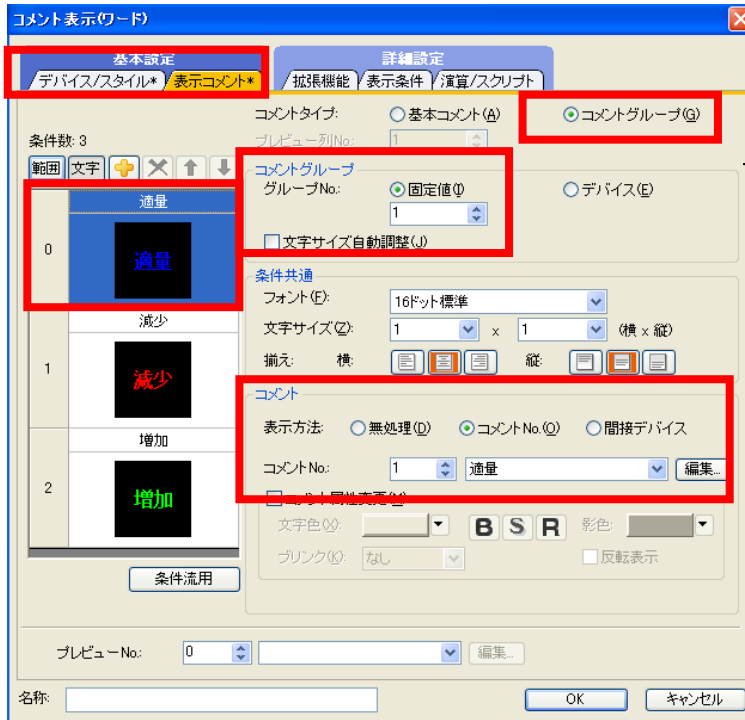 コメント表示(ワード)
基本設定
詳細設定
デバイス/スタイル*
表示コメント*
拡張機能
表示条件
演算/スクリプト
コメントタイプ:
基本コメント(A)
コメントグループ(G)
プレビュー列No.:
1
条件数: 3
範囲
文字
コメントグループ
グループNo.:
固定値(I)
デバイス(E)
1
文字サイズ自動調整(J)
0
適量
適量
1
減少
減少
2
増加
増加
条件流用
条件共通
フォント(F):
16ドット標準
文字サイズ(Z):
1
x
1
(横 x 縦)
揃え:
横:
縦:
コメント
表示方法:
無処理(D)
コメントNo.(O)
間接デバイス
コメントNo.:
1
適量
編集...
コメント属性変更(M)
文字色(X):
B
S
R
影色:
ブリンク(K):
なし
反転表示
プレビューNo.:
0
編集...
名称:
OK
キャンセル